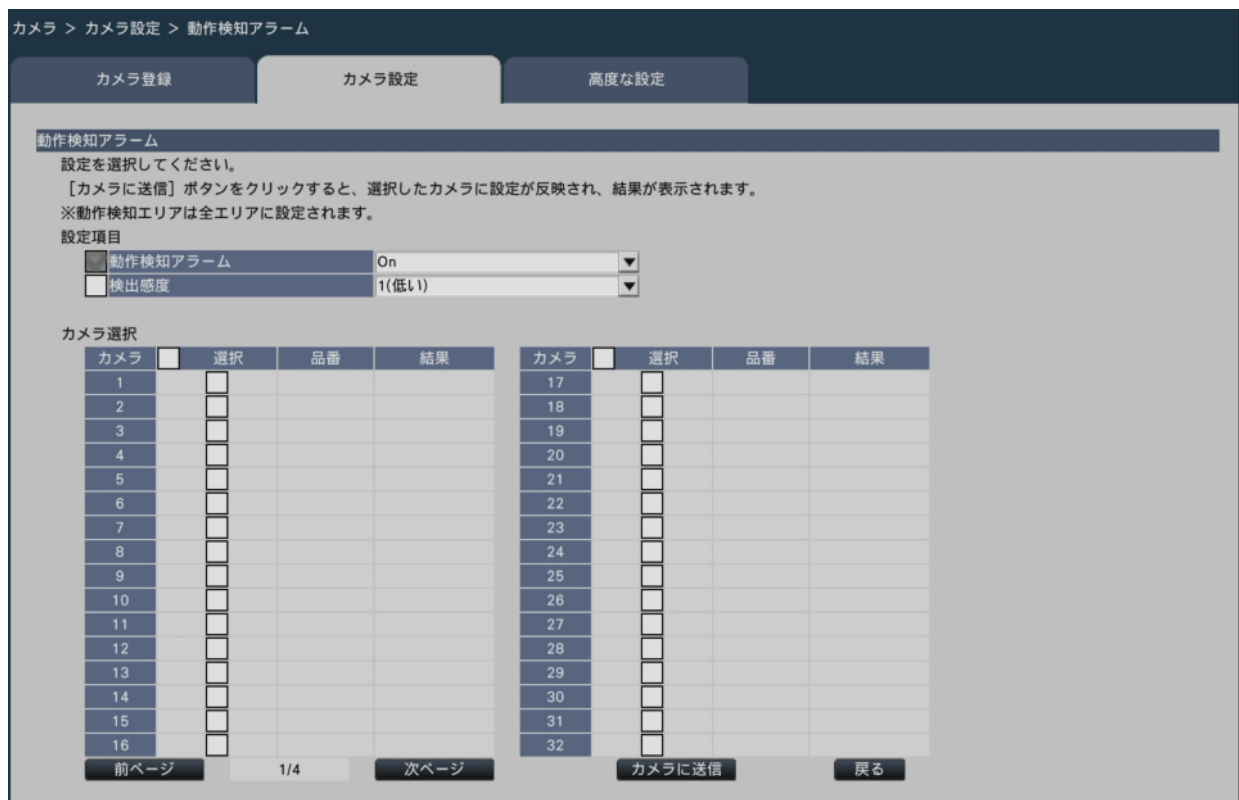 カメラ > カメラ設定 > 動作検知アラーム
カメラ登録 カメラ設定 高度な設定
動作検知アラーム
設定を選択してください。
［カメラに送信］ボタンをクリックすると、選択したカメラに設定が反映され、結果が表示されます。
※動作検知エリアは全エリアに設定されます。
設定項目
動作検知アラーム On
検出感度 1(低い)
カメラ選択
カメラ 選択 品番 結果 カメラ 選択 品番 結果
1 17
2 18
3 19
4 20
5 21
6 22
7 23
8 24
9 25
10 26
11 27
12 28
13 29
14 30
15 31
16 32
前ページ 1/4 次ページ カメラに送信 戻る